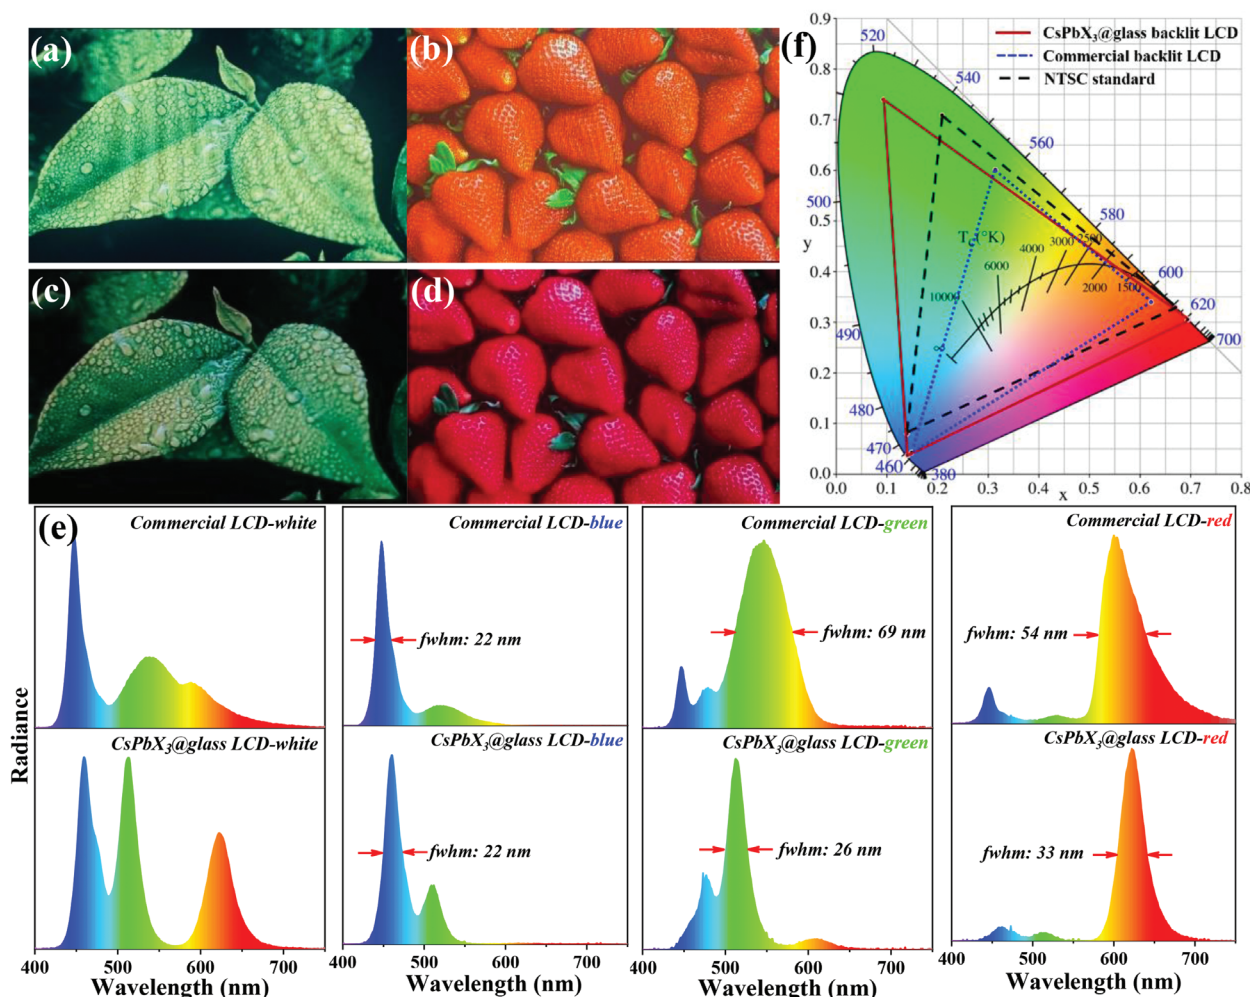 (a)
(b)
(c)
(d)
(f)
CsPbX₃@glass backlit LCD
Commercial backlit LCD
NTSC standard
0.9
0.8
0.7
0.6
0.5
y
0.4
0.3
0.2
0.1
0.0
0.0 0.1 0.2 0.3 0.4 0.5 0.6 0.7 0.8
x
520
540
560
580
600
620
700
500
490
480
470
460
380
T_c(°K)
∞
10000
6000
4000
3000
2500
2000
1500
(e)
Radiance
Commercial LCD-white
Commercial LCD-blue
fwhm: 22 nm
Commercial LCD-green
fwhm: 69 nm
Commercial LCD-red
fwhm: 54 nm
CsPbX₃@glass LCD-white
CsPbX₃@glass LCD-blue
fwhm: 22 nm
CsPbX₃@glass LCD-green
fwhm: 26 nm
CsPbX₃@glass LCD-red
fwhm: 33 nm
400 500 600 700
400 500 600 700
400 500 600 700
400 500 600 700
Wavelength (nm)
Wavelength (nm)
Wavelength (nm)
Wavelength (nm)